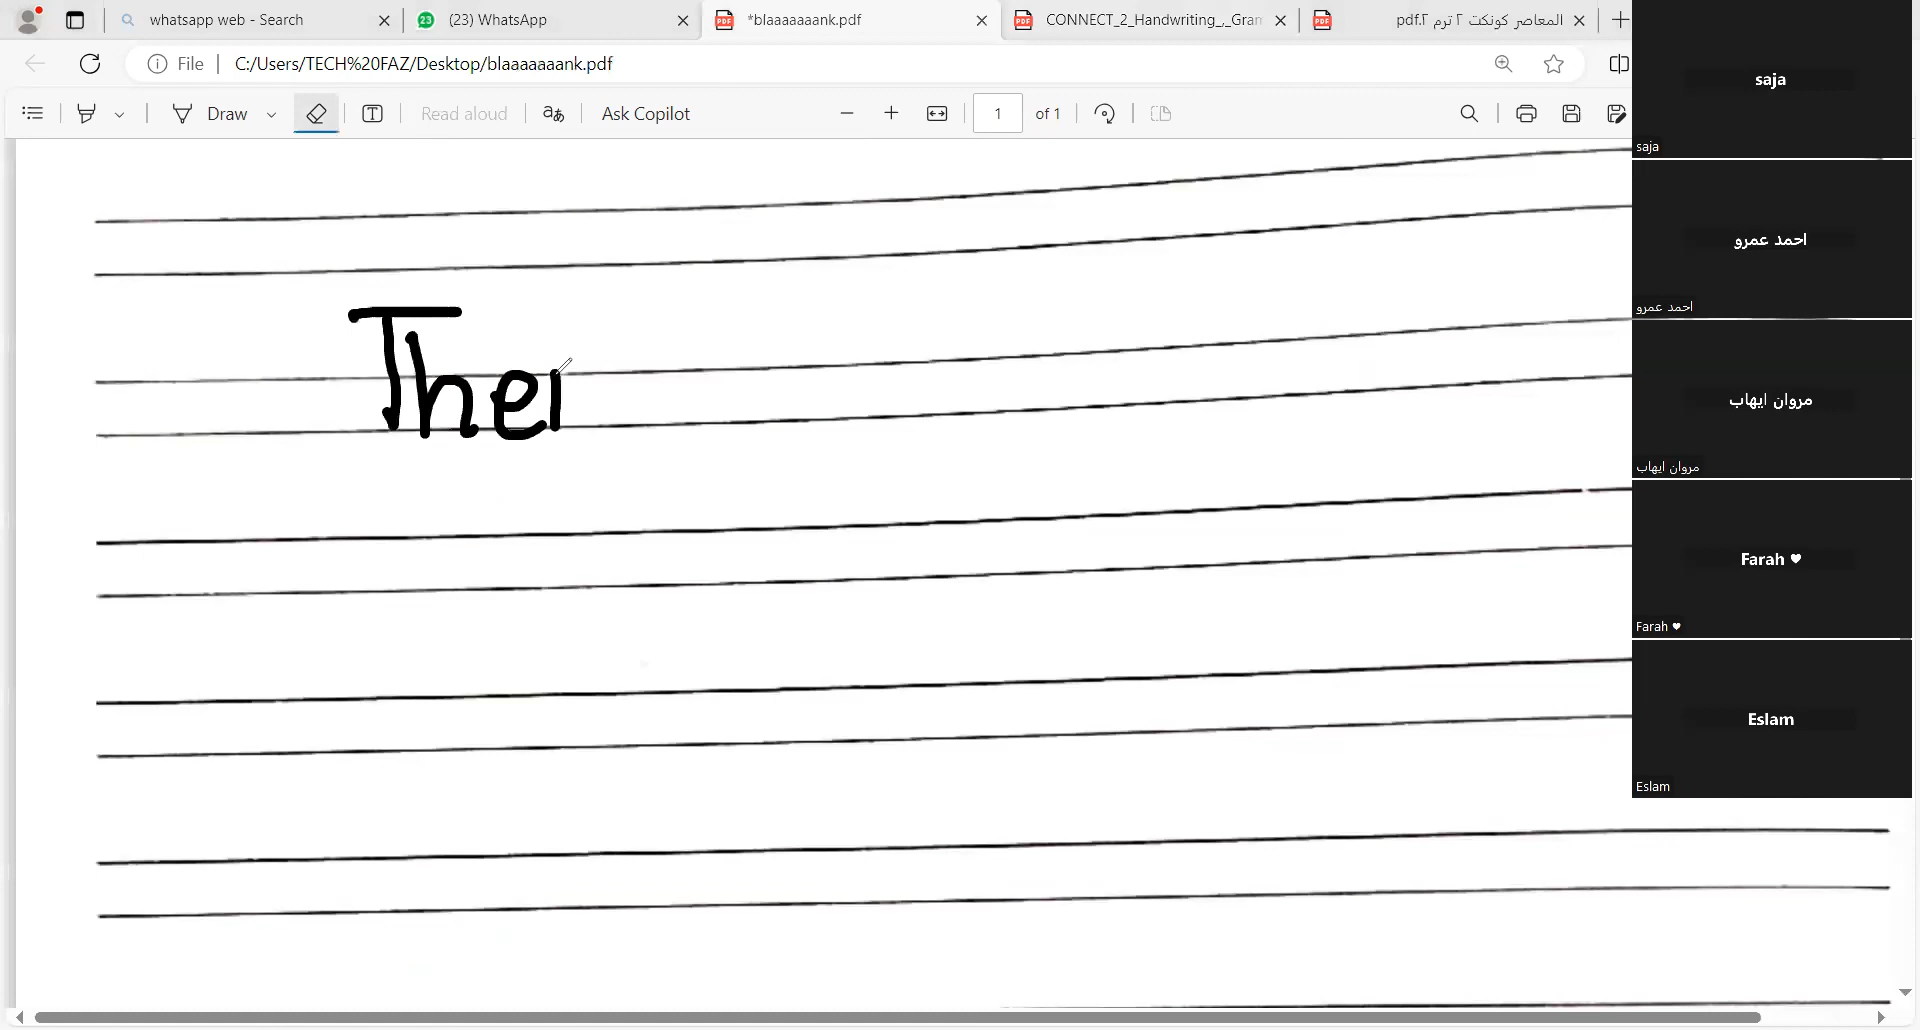 whatsapp web - Search
(23) WhatsApp
*blaaaaaaank.pdf
CONNECT_2_Handwriting_,_Gran
المعاصر كونكت ٢ ترم ٢.pdf
File
C:/Users/TECH%20FAZ/Desktop/blaaaaaaank.pdf
Draw
Read aloud
Ask Copilot
1
of 1
saja
saja
احمد عمرو
احمد عمرو
مروان ايهاب
مروان ايهاب
Farah ♥
Farah ♥
Eslam
Eslam